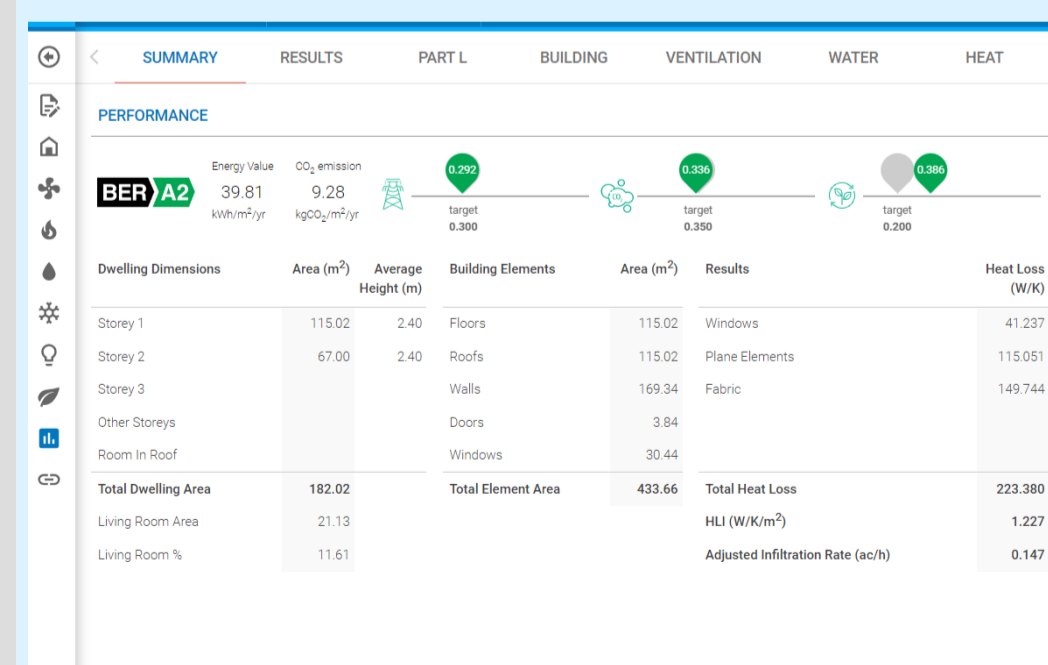 SUMMARY RESULTS PART L BUILDING VENTILATION WATER HEAT
PERFORMANCE
BER A2
Energy Value
39.81
kWh/m²/yr
CO₂ emission
9.28
kgCO₂/m²/yr
0.292
target
0.300
CO₂
0.336
target
0.350
0.386
target
0.200
Dwelling Dimensions Area (m²) Average Height (m)
Storey 1 115.02 2.40
Storey 2 67.00 2.40
Storey 3
Other Storeys
Room In Roof
Total Dwelling Area 182.02
Living Room Area 21.13
Living Room % 11.61
Building Elements Area (m²)
Floors 115.02
Roofs 115.02
Walls 169.34
Doors 3.84
Windows 30.44
Total Element Area 433.66
Results Heat Loss (W/K)
Windows 41.237
Plane Elements 115.051
Fabric 149.744
Total Heat Loss 223.380
HLI (W/K/m²) 1.227
Adjusted Infiltration Rate (ac/h) 0.147